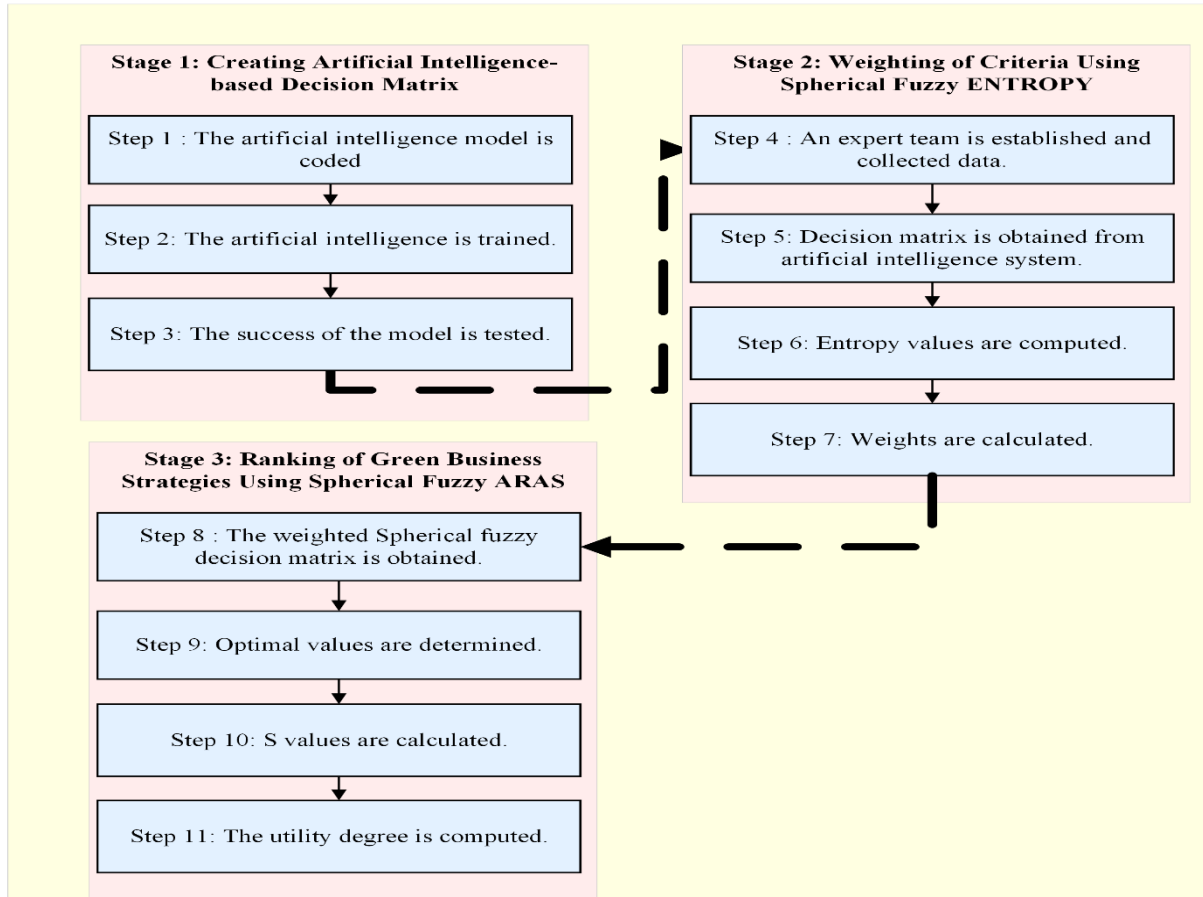 Stage 1: Creating Artificial Intelligence-
based Decision Matrix
Step 1 : The artificial intelligence model is
coded
Step 2: The artificial intelligence is trained.
Step 3: The success of the model is tested.
Stage 2: Weighting of Criteria Using
Spherical Fuzzy ENTROPY
Step 4 : An expert team is established and
collected data.
Step 5: Decision matrix is obtained from
artificial intelligence system.
Step 6: Entropy values are computed.
Step 7: Weights are calculated.
Stage 3: Ranking of Green Business
Strategies Using Spherical Fuzzy ARAS
Step 8 : The weighted Spherical fuzzy
decision matrix is obtained.
Step 9: Optimal values are determined.
Step 10: S values are calculated.
Step 11: The utility degree is computed.